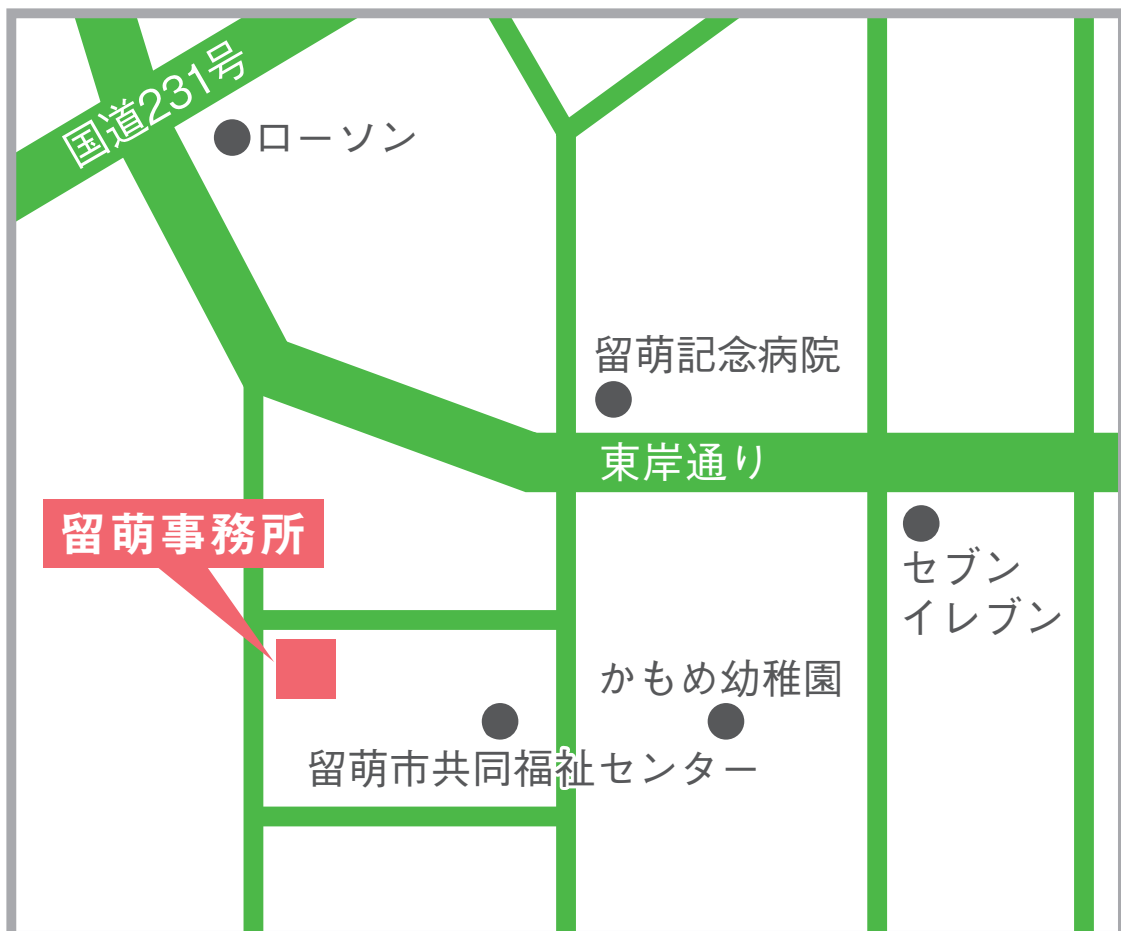 国道231号
ローソン
留萌記念病院
東岸通り
留萌事務所
セブン
イレブン
かもめ幼稚園
留萌市共同福祉センター